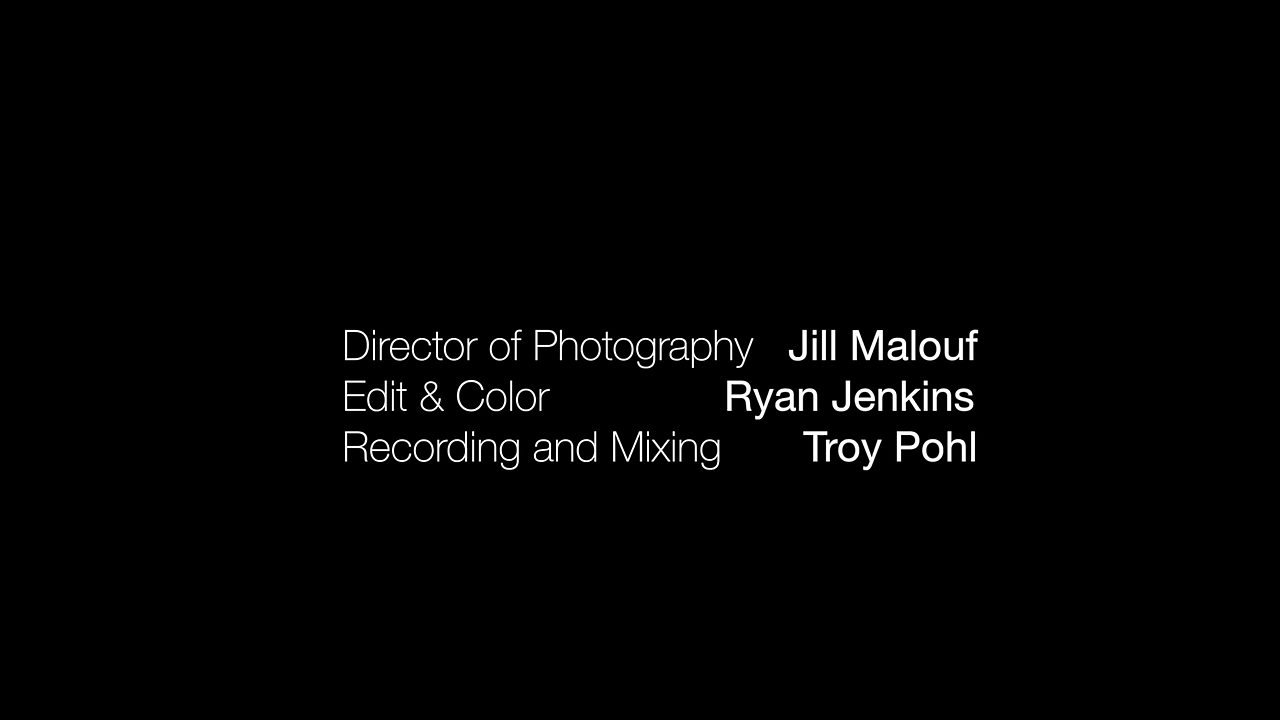 Director of Photography Jill Malouf
Edit & Color Ryan Jenkins
Recording and Mixing Troy Pohl